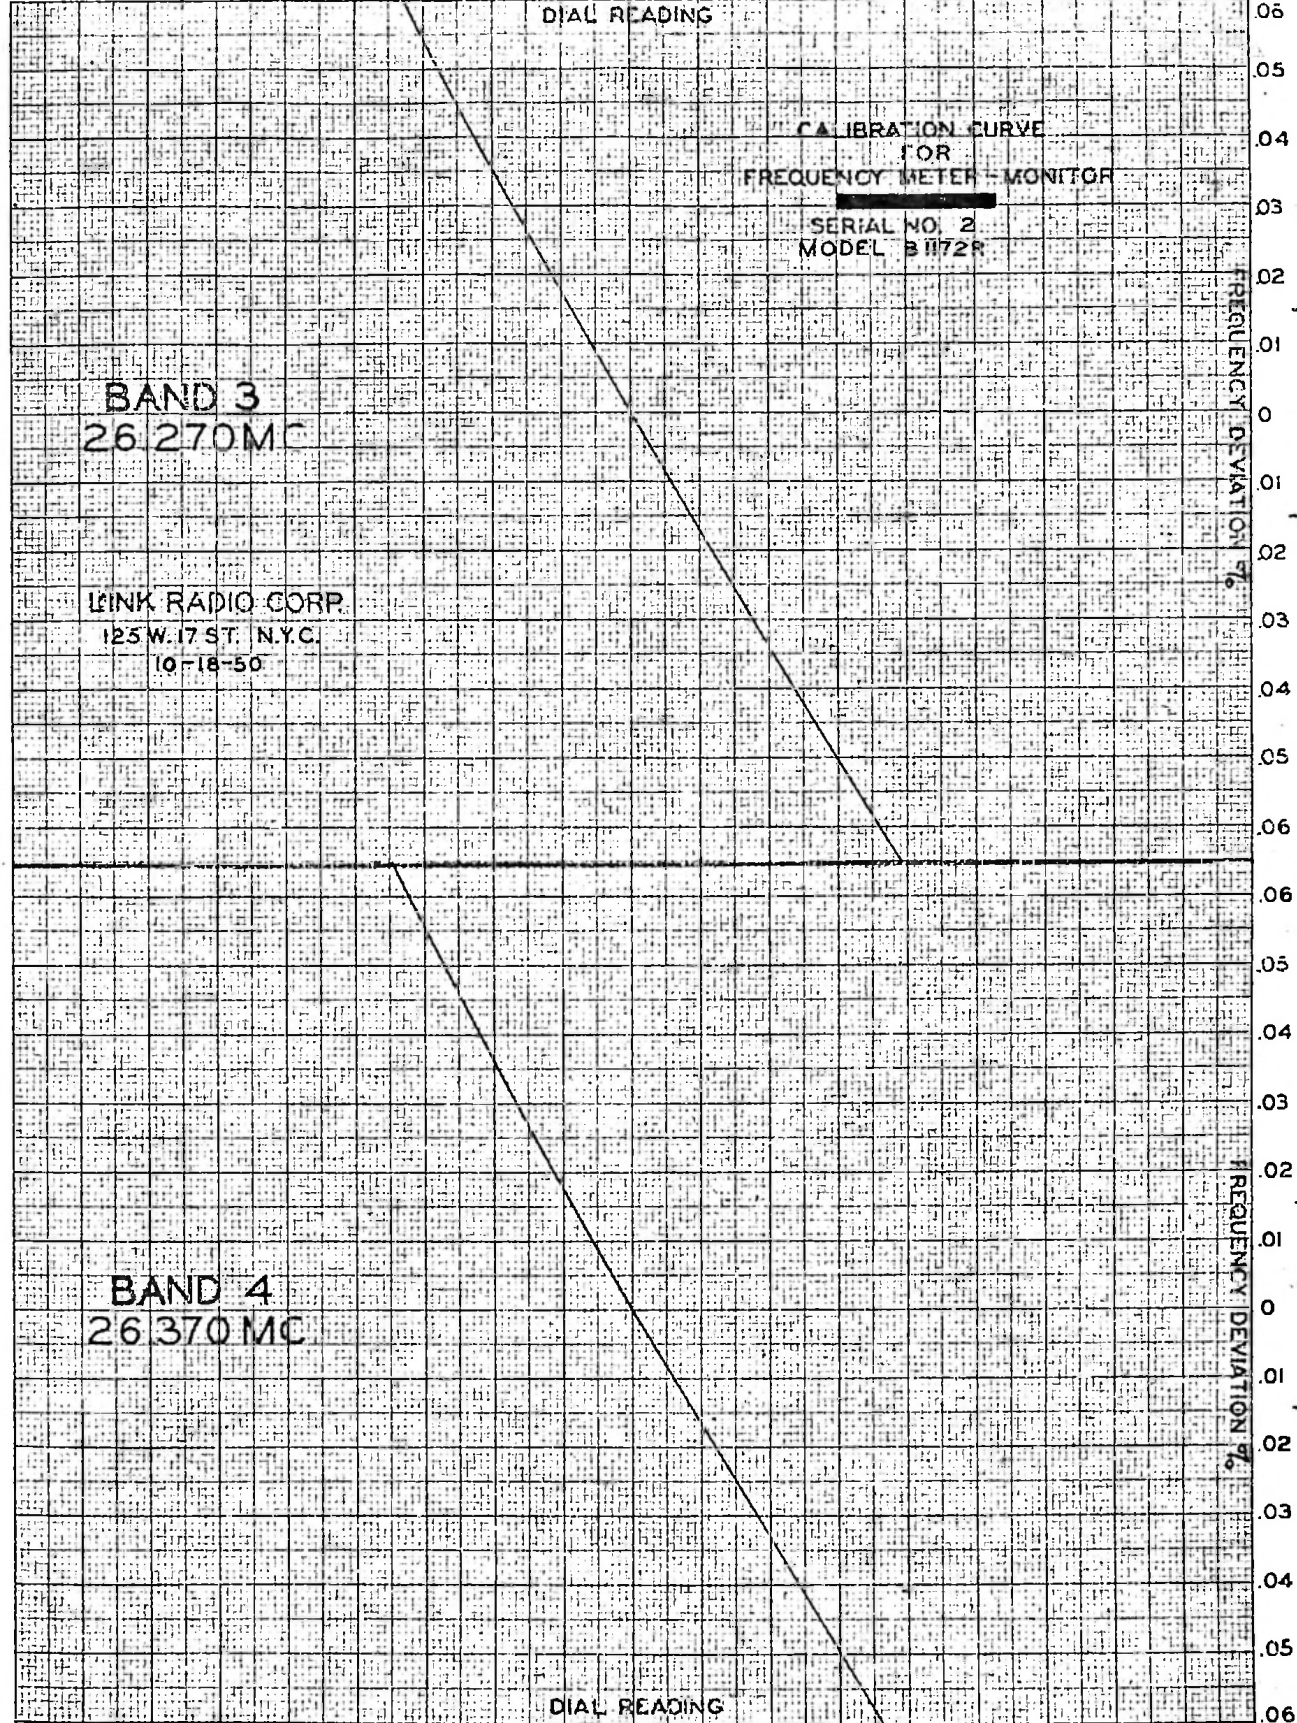 DIAL READING
.06
.05
.04
.03
.02
.01
0
.01
.02
.03
.04
.05
.06
CALIBRATION CURVE
FOR
FREQUENCY METER-MONITOR
SERIAL NO. 2
MODEL B1172R
FREQUENCY DEVIATION %
BAND 3
26.270 MC
LINK RADIO CORP.
125 W. 17 ST. N.Y.C.
10-18-50
.06
.05
.04
.03
.02
.01
0
.01
.02
.03
.04
.05
.06
FREQUENCY DEVIATION %
BAND 4
26.370 MC
DIAL READING